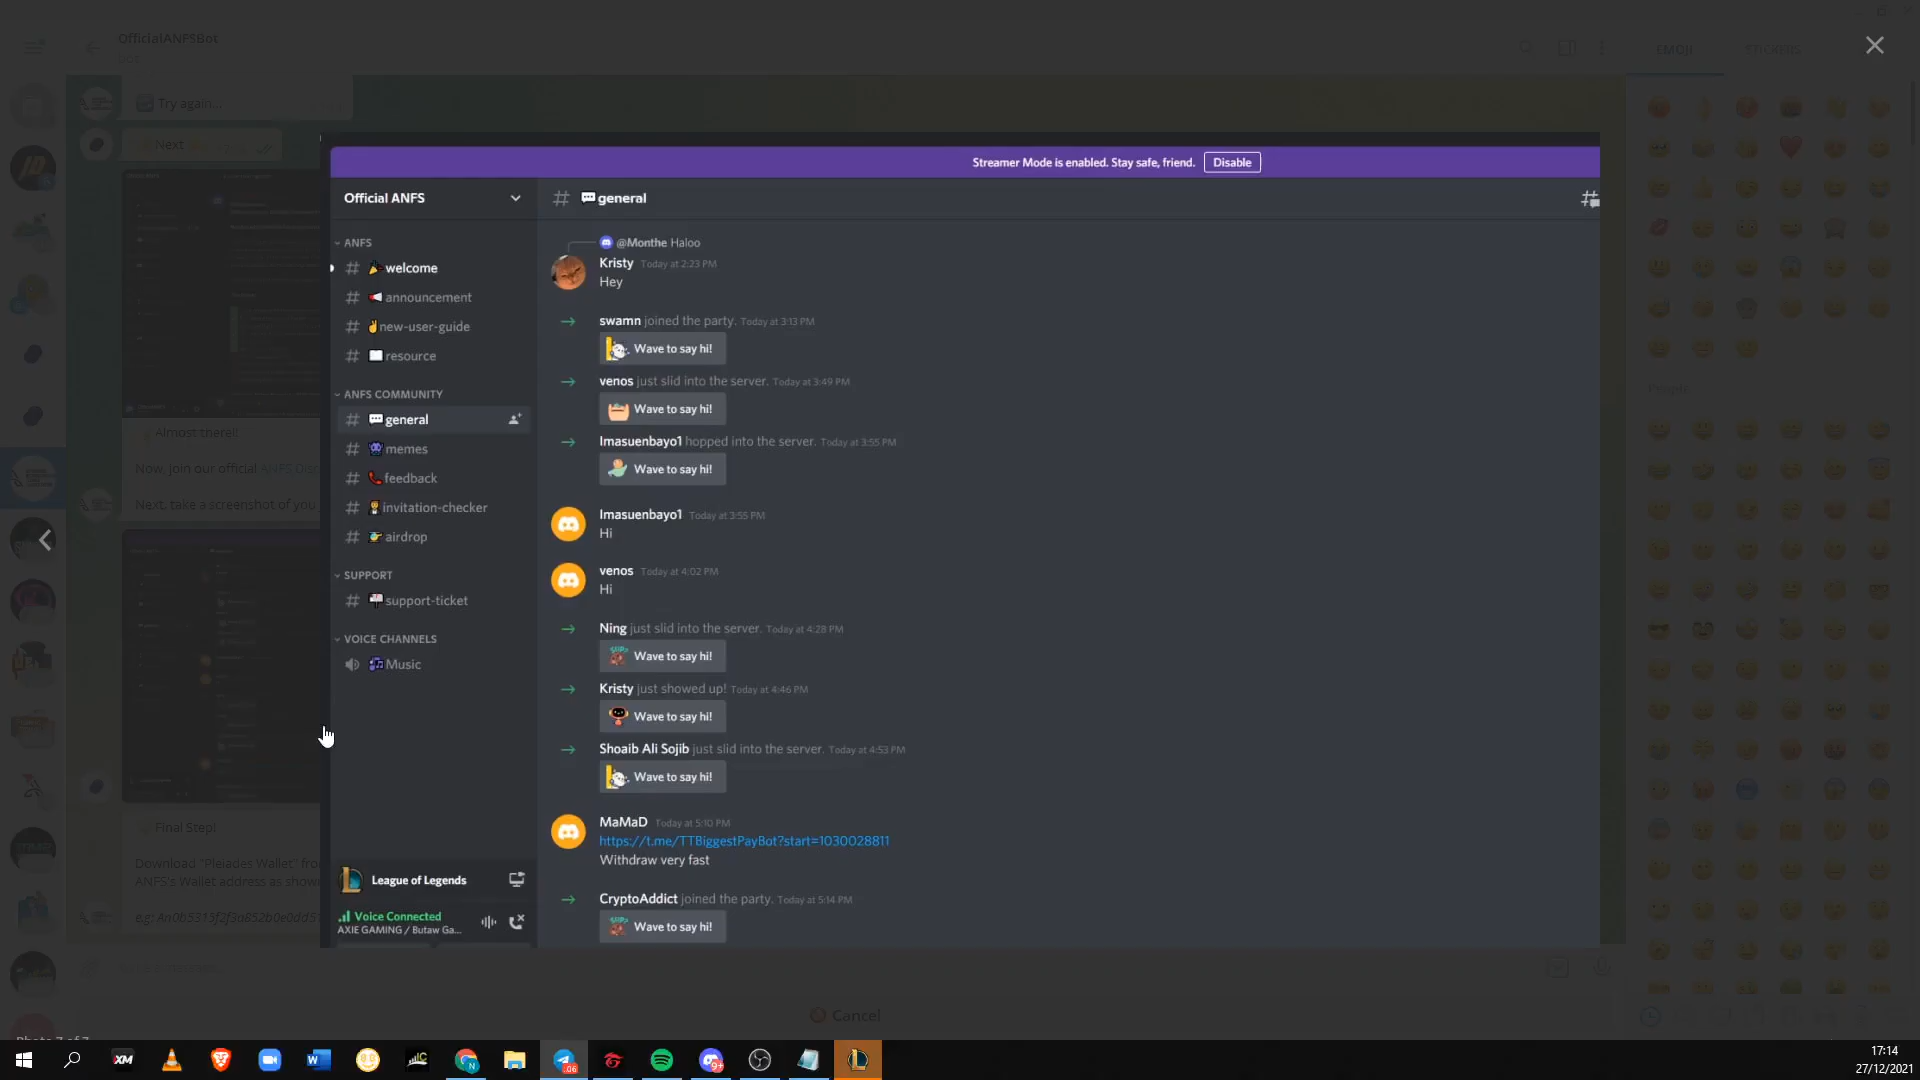 OfficialANFSBot
bot
EMOJI
STICKERS
Try again...
Next
Almost there!
Now, join our official ANFS Disc
Next, take a screenshot of you
Final Step!
Download "Pleiades Wallet" fro
ANFS's Wallet address as show
Streamer Mode is enabled. Stay safe, friend.
Disable
Official ANFS
general
ANFS
welcome
announcement
new-user-guide
resource
ANFS COMMUNITY
general
memes
feedback
invitation-checker
airdrop
SUPPORT
support-ticket
VOICE CHANNELS
Music
League of Legends
Voice Connected
AXIE GAMING / Butaw Ga...
@Monthe Haloo
Kristy Today at 2:23 PM
Hey
swamn joined the party. Today at 3:13 PM
Wave to say hi!
venos just slid into the server. Today at 3:49 PM
Wave to say hi!
Imasuenbayo1 hopped into the server. Today at 3:55 PM
Wave to say hi!
Imasuenbayo1 Today at 3:55 PM
Hi
venos Today at 4:02 PM
Hi
Ning just slid into the server. Today at 4:28 PM
Wave to say hi!
Kristy just showed up! Today at 4:46 PM
Wave to say hi!
Shoaib Ali Sojib just slid into the server. Today at 4:53 PM
Wave to say hi!
MaMaD Today at 5:10 PM
https://t.me/TTBiggestPayBot?start=1030028811
Withdraw very fast
CryptoAddict joined the party. Today at 5:14 PM
Wave to say hi!
People
Cancel
Photo 7 of 7
XM
17:14
27/12/2021